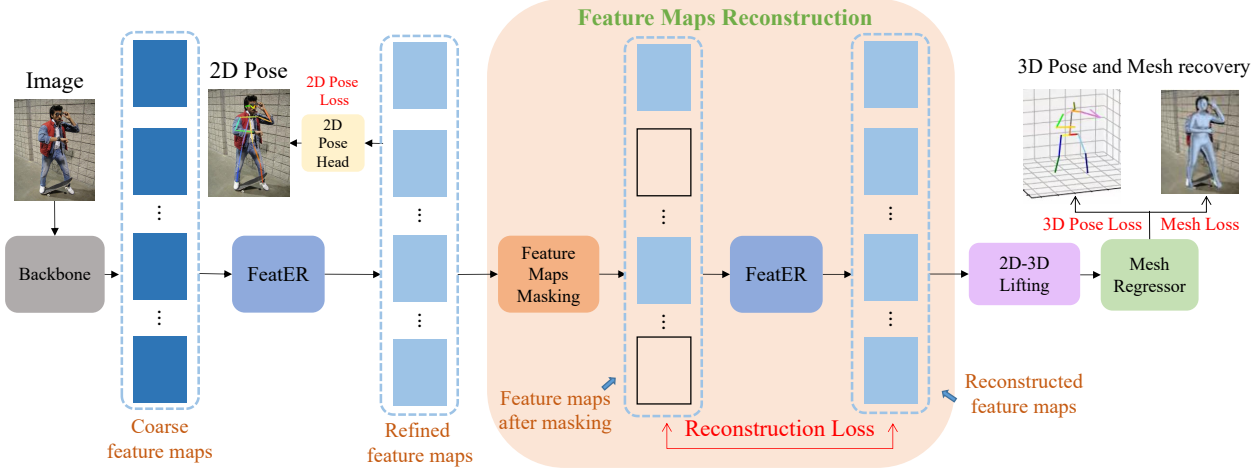 Feature Maps Reconstruction
Image
2D Pose
2D Pose
Loss
2D
Pose
Head
3D Pose and Mesh recovery
3D Pose Loss
Mesh Loss
Backbone
...
...
FeatER
...
...
Feature
Maps
Masking
...
...
FeatER
...
...
2D-3D
Lifting
Mesh
Regressor
Coarse
feature maps
Refined
feature maps
Feature maps
after masking
Reconstruction Loss
Reconstructed
feature maps